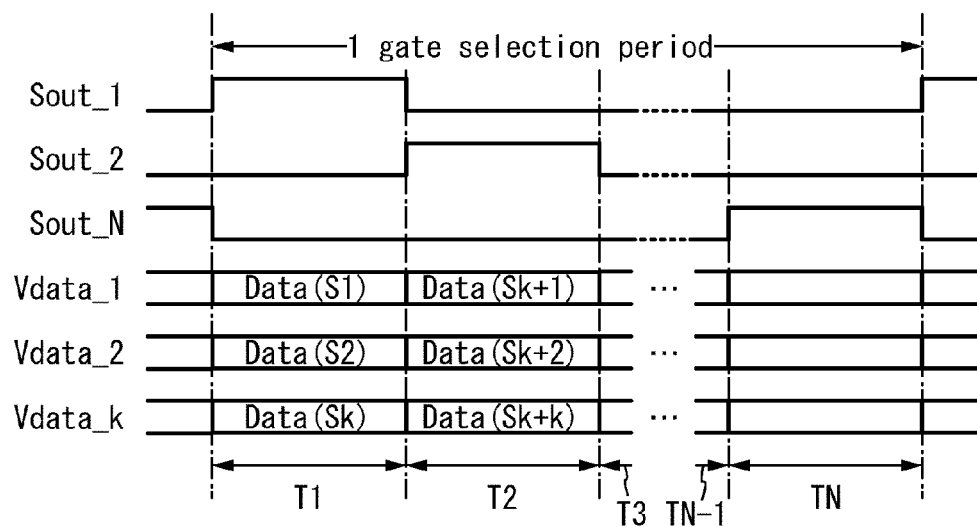 1 gate selection period
Sout_1
Sout_2
Sout_N
Vdata_1 Data(S1) Data(Sk+1) ...
Vdata_2 Data(S2) Data(Sk+2) ...
Vdata_k Data(Sk) Data(Sk+k) ...
T1 T2 T3 TN-1 TN